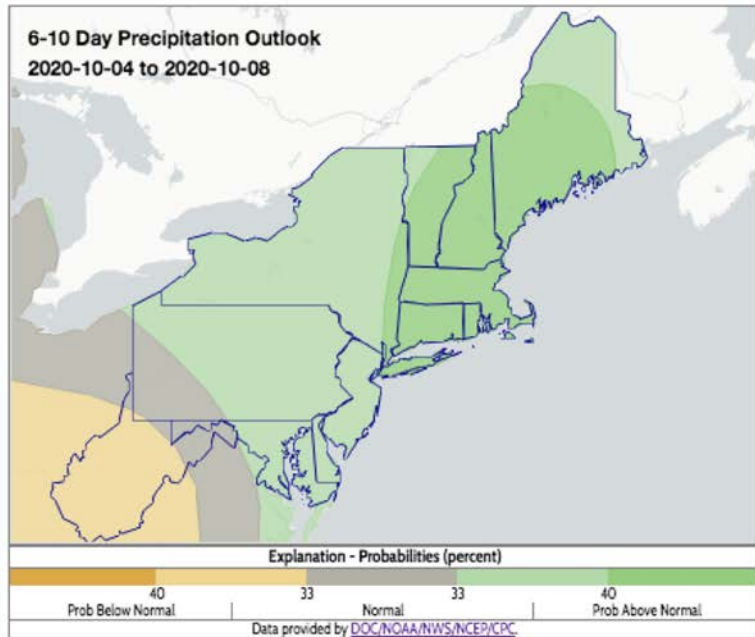 6-10 Day Precipitation Outlook
2020-10-04 to 2020-10-08
Explanation - Probabilities (percent)
40 33 33 40
Prob Below Normal Normal Prob Above Normal
Data provided by DOC/NOAA/NWS/NCEP/CPC.